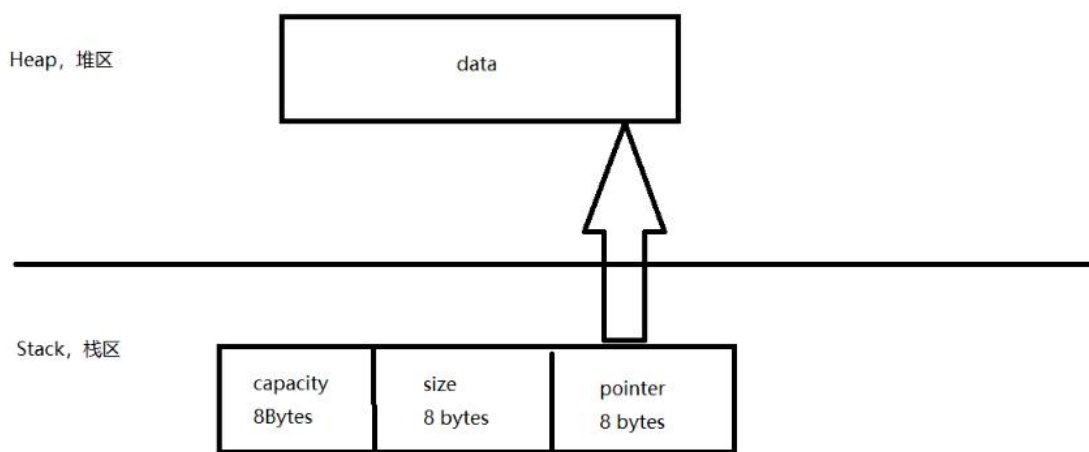 Heap，堆区
data
Stack，栈区
capacity
8Bytes
size
8 bytes
pointer
8 bytes